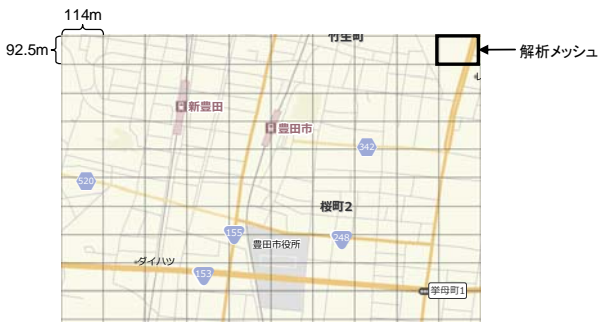 114m
92.5m
竹生町
解析メッシュ
新豊田
豊田市
342
520
桜町2
155
豊田市役所
248
ダイハツ
153
挙母町1